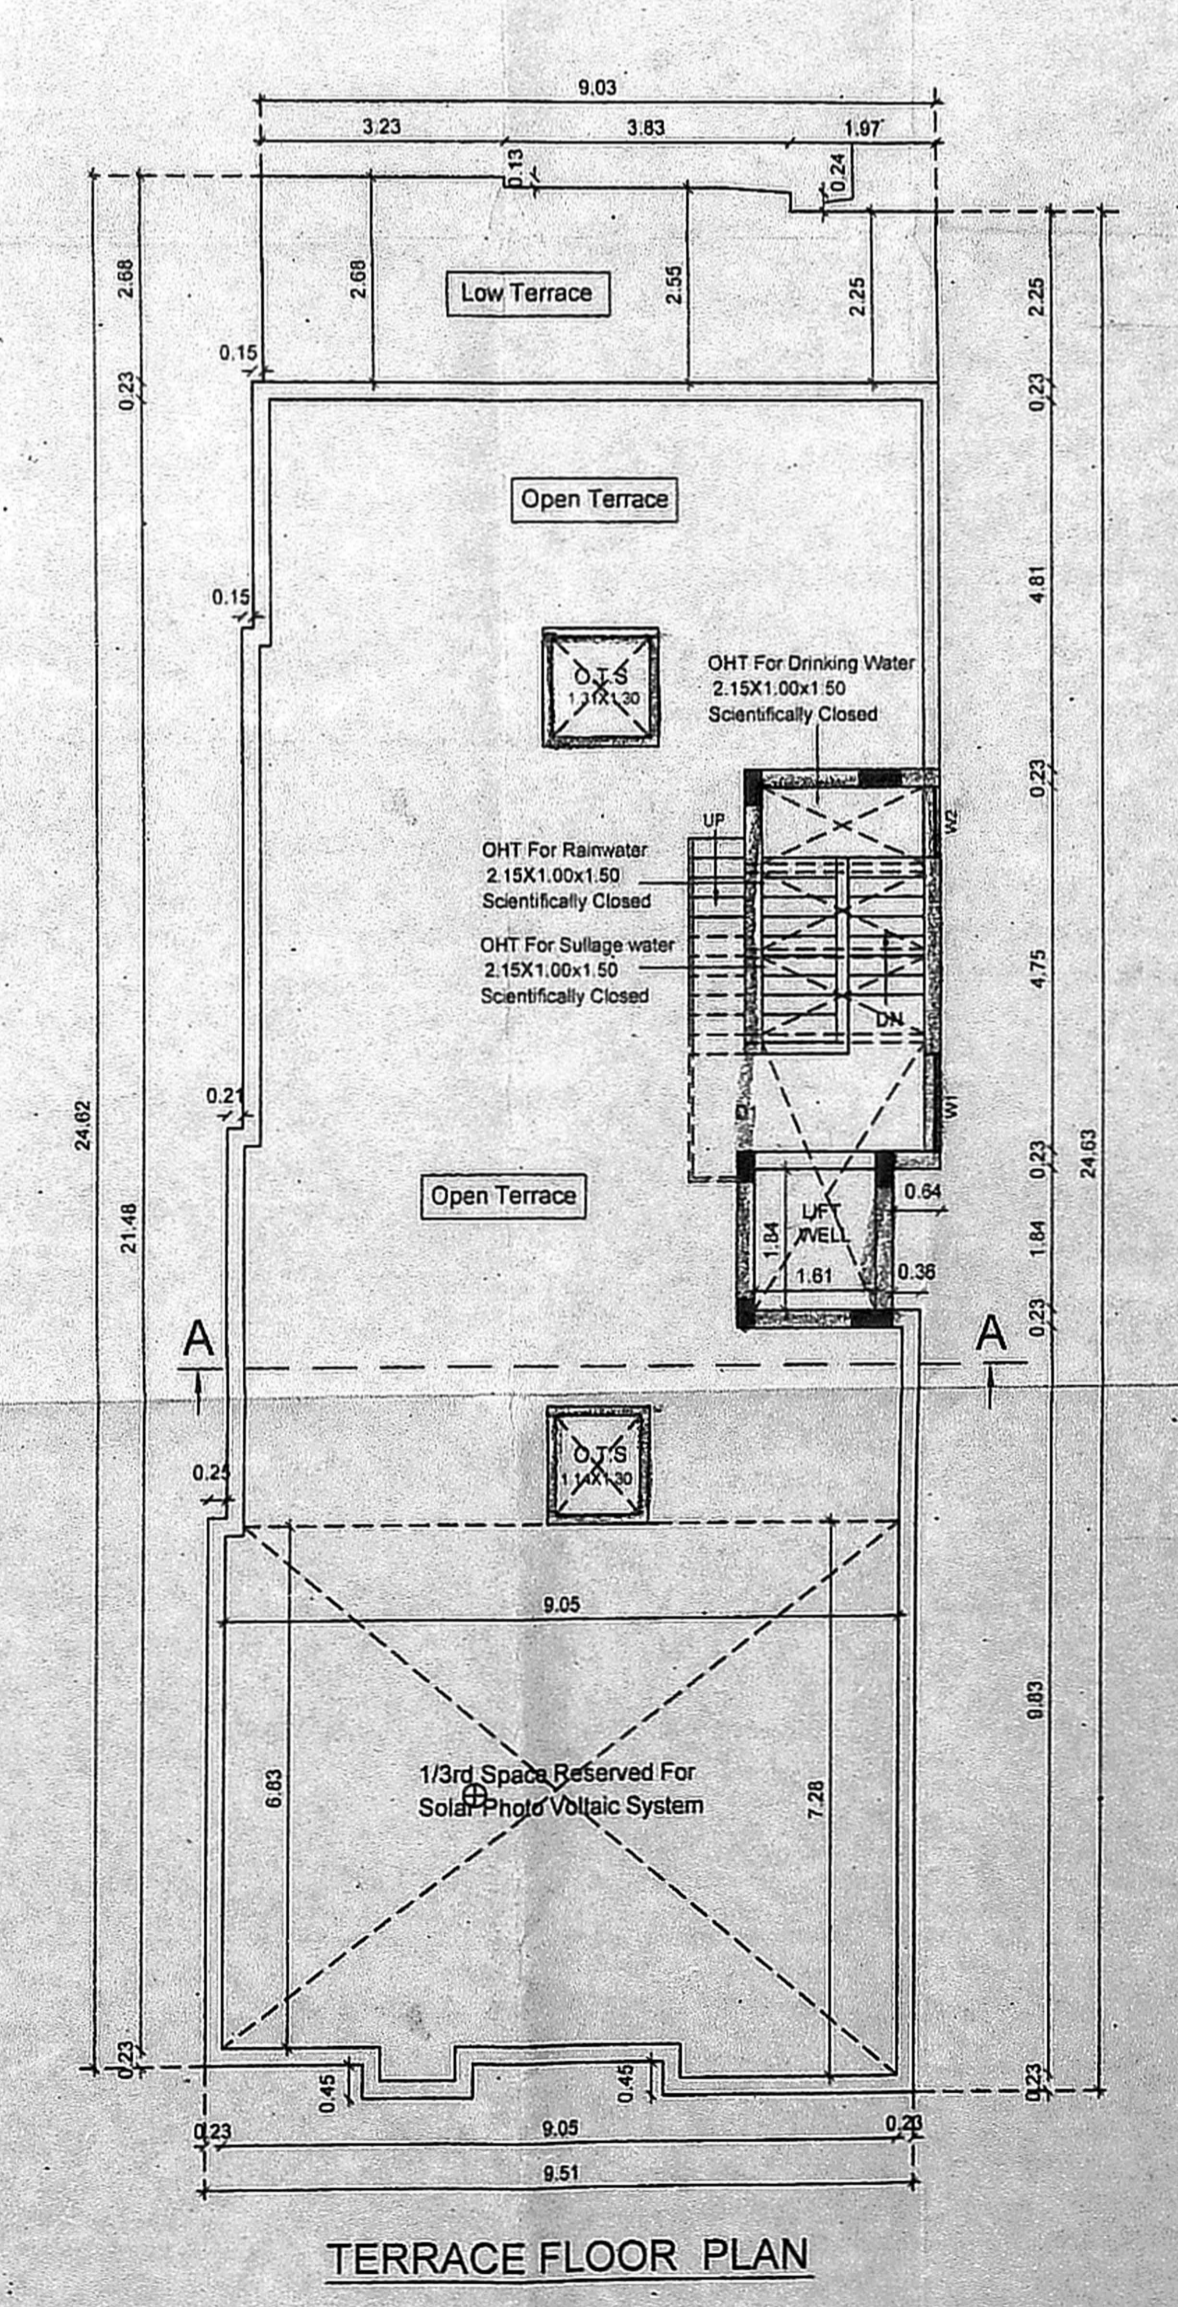 9.03
3.23
3.83
1.97
0.13
0.24
2.68
2.68
Low Terrace
2.55
2.25
2.25
0.15
0.23
0.23
Open Terrace
0.15
4.81
O.T.S
1.31X1.30
OHT For Drinking Water
2.15X1.00x1.50
Scientifically Closed
0.23
UP
W2
OHT For Rainwater
2.15X1.00x1.50
Scientifically Closed
OHT For Sullage water
2.15X1.00x1.50
Scientifically Closed
4.75
DN
0.21
24.62
W1
24.63
0.23
Open Terrace
0.64
21.48
LIFT
WELL
1.84
1.84
1.61
0.36
0.23
A
A
O.T.S
1.14X1.30
0.25
9.05
9.83
1/3rd Space Reserved For
Solar Photo Voltaic System
6.83
7.28
0.23
0.45
0.45
0.23
0.23
9.05
0.23
9.51
TERRACE FLOOR PLAN